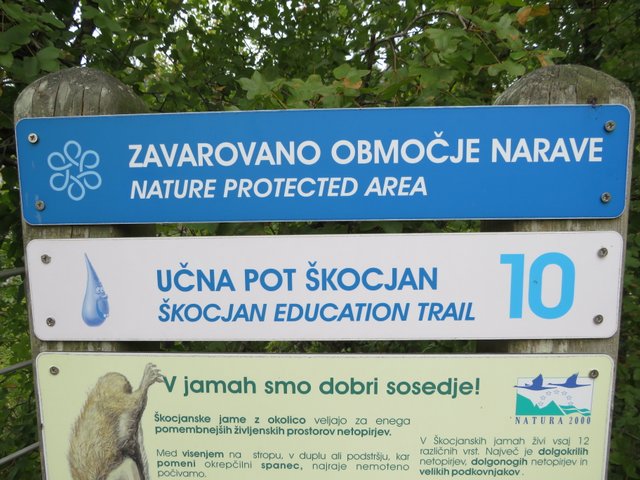 ZAVAROVANO OBMOČJE NARAVE
NATURE PROTECTED AREA
UČNA POT ŠKOCJAN
ŠKOCJAN EDUCATION TRAIL
10
V jamah smo dobri sosedje!
Škocjanske jame z okolico veljajo za enega
pomembnejših življenskih prostorov netopirjev.
Med visenjem na stropu, v duplu ali podstrešju, kar
pomeni okrepčilni spanec, najraje nemoteno
počivamo.
NATURA 2000
V Škocjanskih jamah živi vsaj 12
različnih vrst. Največ je dolgokrilih
netopirjev, dolgonogih netopirjev in
velikih podkovnjakov.